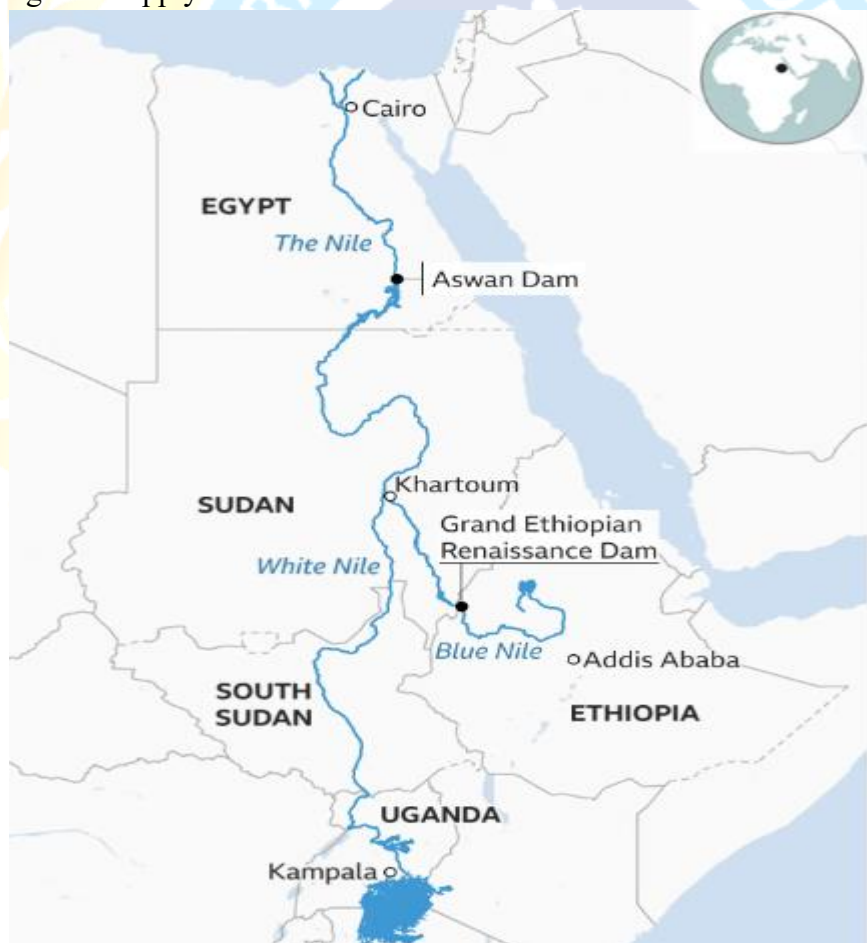 Cairo
EGYPT
The Nile
Aswan Dam
Khartoum
SUDAN
Grand Ethiopian
Renaissance Dam
White Nile
Blue Nile
Addis Ababa
SOUTH
SUDAN
ETHIOPIA
UGANDA
Kampala